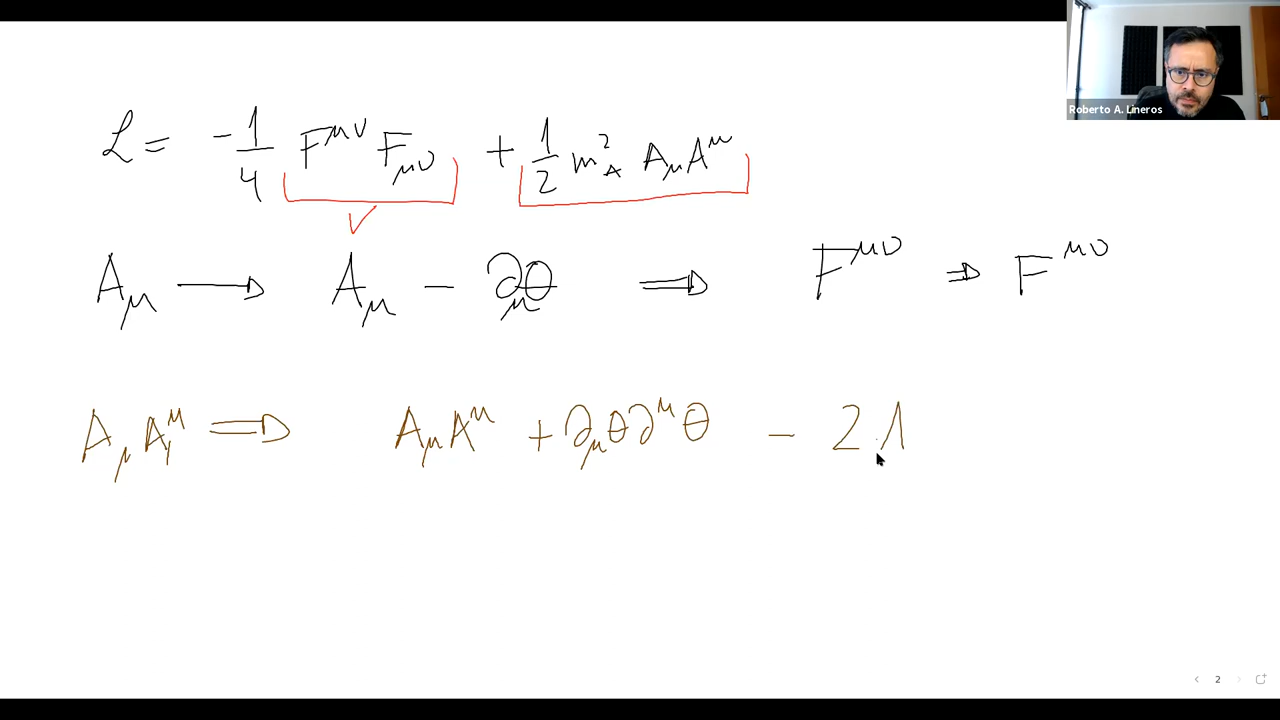 Roberto A. Lineros
ℒ = -1/4 F^{μν} F_{μν} + 1/2 m_A^2 A_μ A^μ
✓
A_μ → A_μ - ∂_μ θ ⇒ F^{μν} ⇒ F^{μν}
A_μ A^μ ⇒ A_μ A^μ + ∂_μ θ ∂^μ θ - 2
2